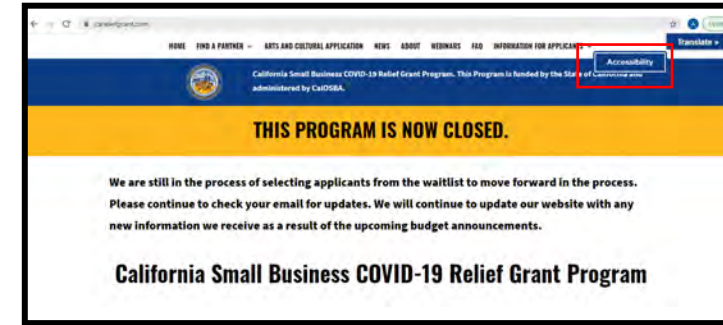 careliefgrant.com
HOME FIND A PARTNER ARTS AND CULTURAL APPLICATION NEWS ABOUT WEBINARS FAQ INFORMATION FOR APPLICANTS
Translate »
Accessibility
California Small Business COVID-19 Relief Grant Program. This Program is funded by the State of California and
administered by CalOSBA.
THIS PROGRAM IS NOW CLOSED.
We are still in the process of selecting applicants from the waitlist to move forward in the process.
Please continue to check your email for updates. We will continue to update our website with any
new information we receive as a result of the upcoming budget announcements.
California Small Business COVID-19 Relief Grant Program